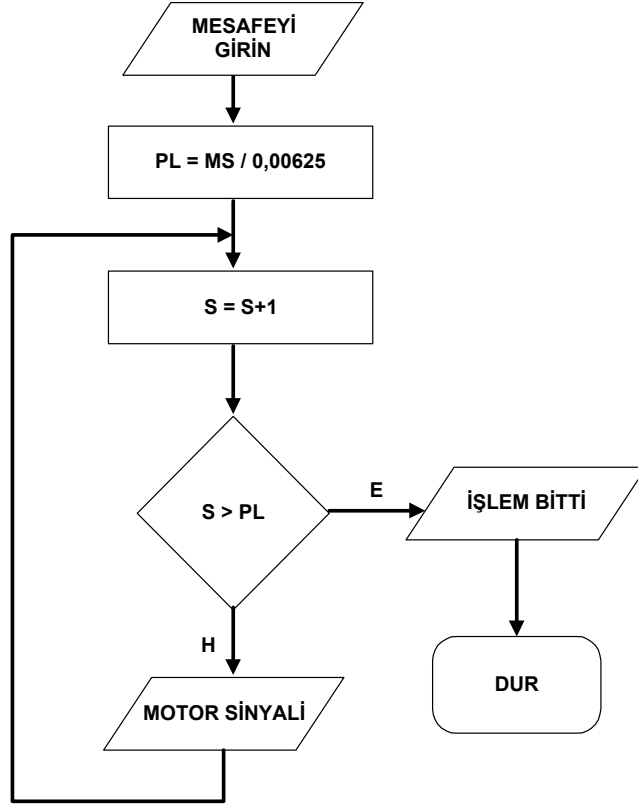 MESAFEYİ
GİRİN
PL = MS / 0,00625
S = S+1
S > PL
E
İŞLEM BİTTİ
H
DUR
MOTOR SİNYALİ